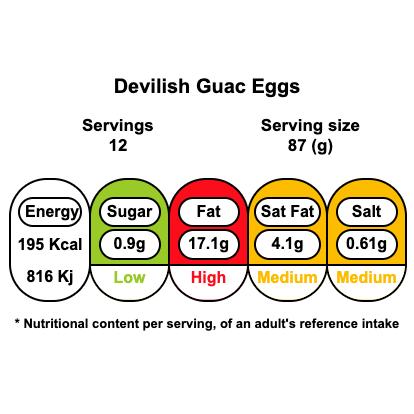 Devilish Guac Eggs
Servings
12
Serving size
87 (g)
Energy
195 Kcal
816 Kj
Sugar
0.9g
Low
Fat
17.1g
High
Sat Fat
4.1g
Medium
Salt
0.61g
Medium
* Nutritional content per serving, of an adult's reference intake